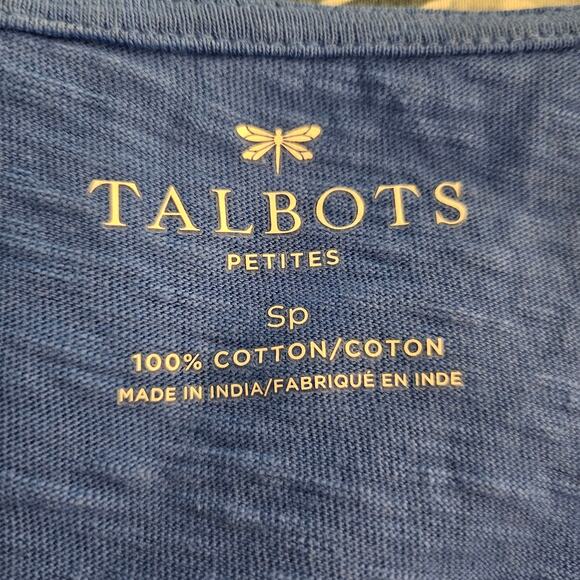 TALBOTS
PETITES
Sp
100% COTTON/COTON
MADE IN INDIA/FABRIQUÉ EN INDE